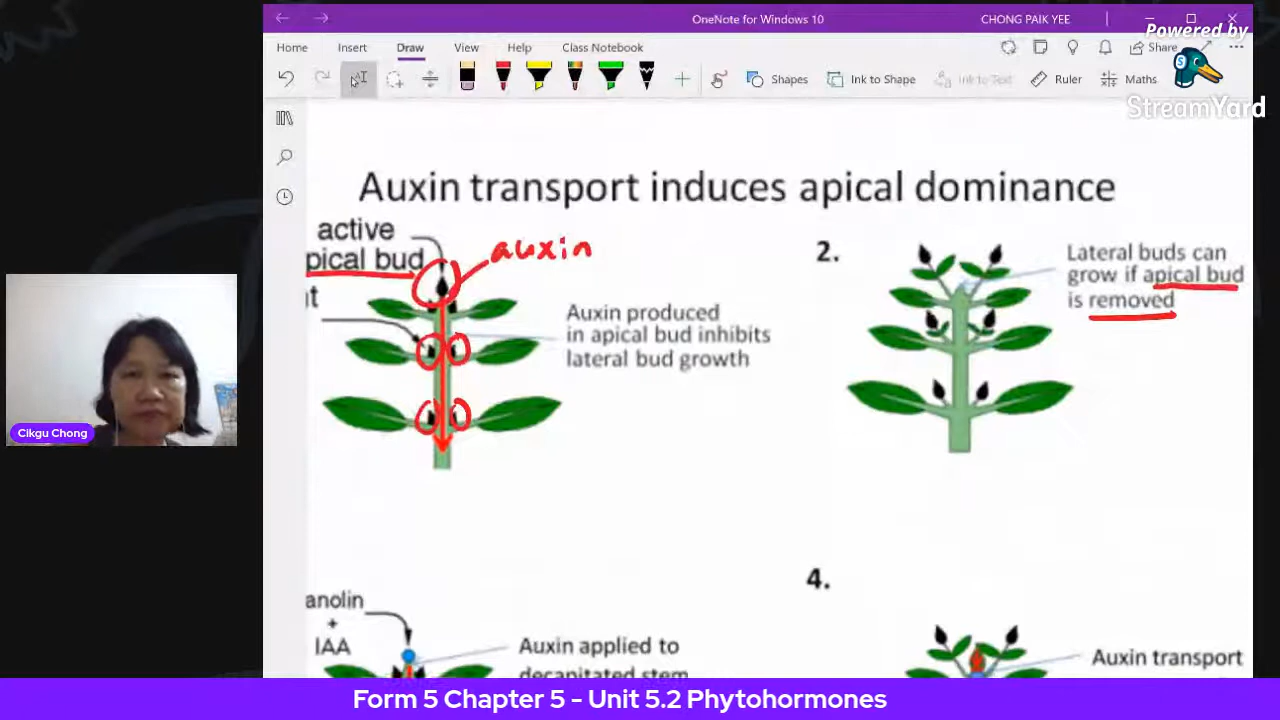 OneNote for Windows 10
CHONG PAIK YEE
Powered by
StreamYard
Home Insert Draw View Help Class Notebook
Share
Shapes Ink to Shape Ink to Text Ruler Maths
Auxin transport induces apical dominance
active
pical bud
auxin
Auxin produced
in apical bud inhibits
lateral bud growth
2.
Lateral buds can
grow if apical bud
is removed
Cikgu Chong
anolin
+
IAA
Auxin applied to
decapitated stem
4.
Auxin transport
Form 5 Chapter 5 - Unit 5.2 Phytohormones